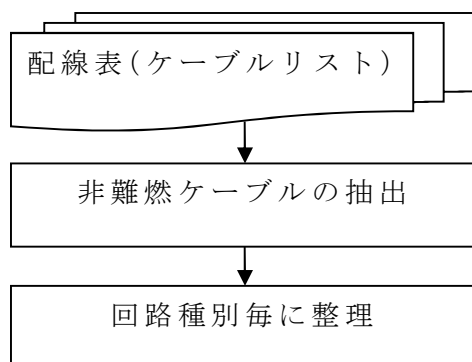 配線表(ケーブルリスト)
非難燃ケーブルの抽出
回路種別毎に整理